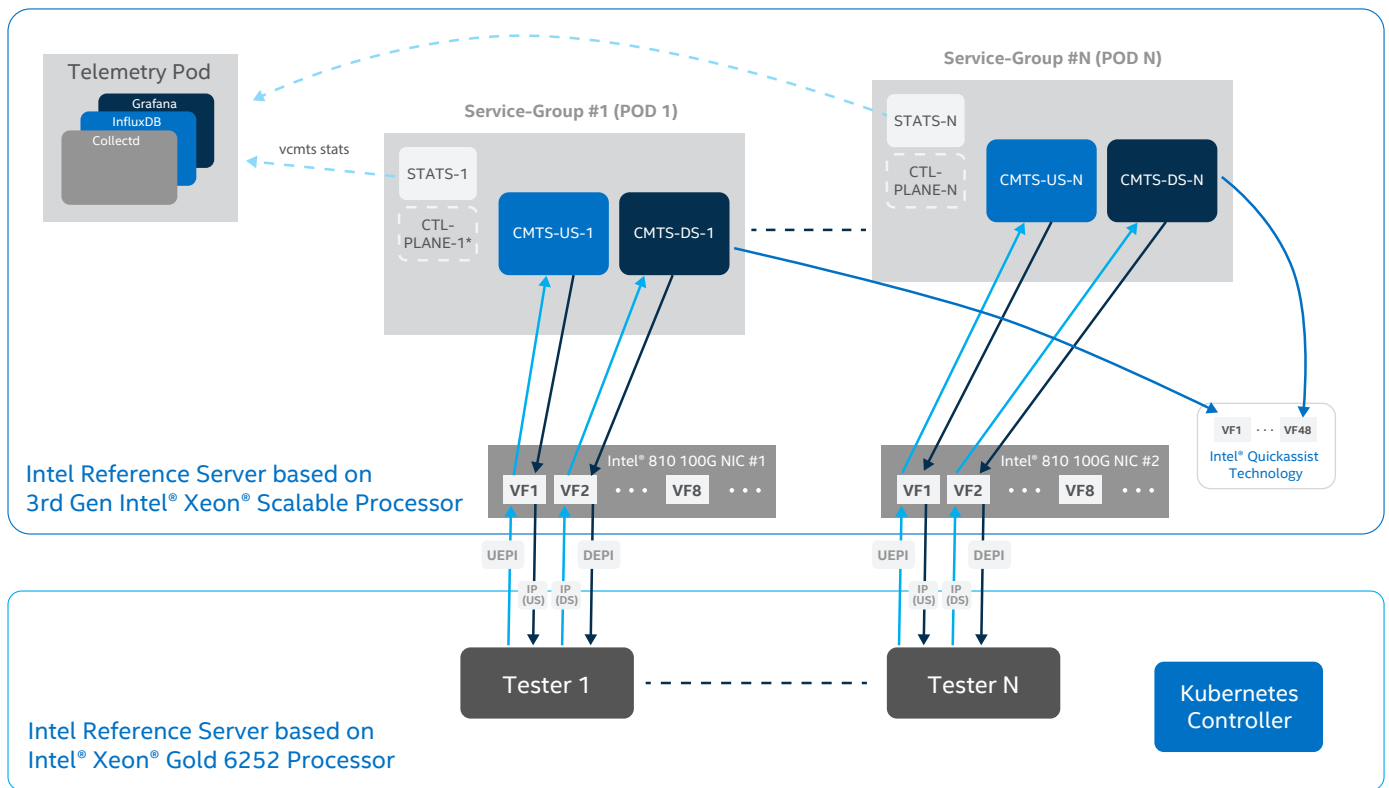 Telemetry Pod
Grafana
InfluxDB
Collectd
vcmts stats
Service-Group #1 (POD 1)
STATS-1
CTL-
PLANE-1*
CMTS-US-1
CMTS-DS-1
Service-Group #N (POD N)
STATS-N
CTL-
PLANE-N
CMTS-US-N
CMTS-DS-N
VF1 · · · VF48
Intel® Quickassist
Technology
Intel® 810 100G NIC #1
VF1 VF2 • • • VF8 • • •
Intel® 810 100G NIC #2
VF1 VF2 • • • VF8 • • •
Intel Reference Server based on
3rd Gen Intel® Xeon® Scalable Processor
UEPI
DEPI
IP
(US)
IP
(DS)
UEPI
DEPI
IP
(US)
IP
(DS)
Tester 1
Tester N
Kubernetes
Controller
Intel Reference Server based on
Intel® Xeon® Gold 6252 Processor